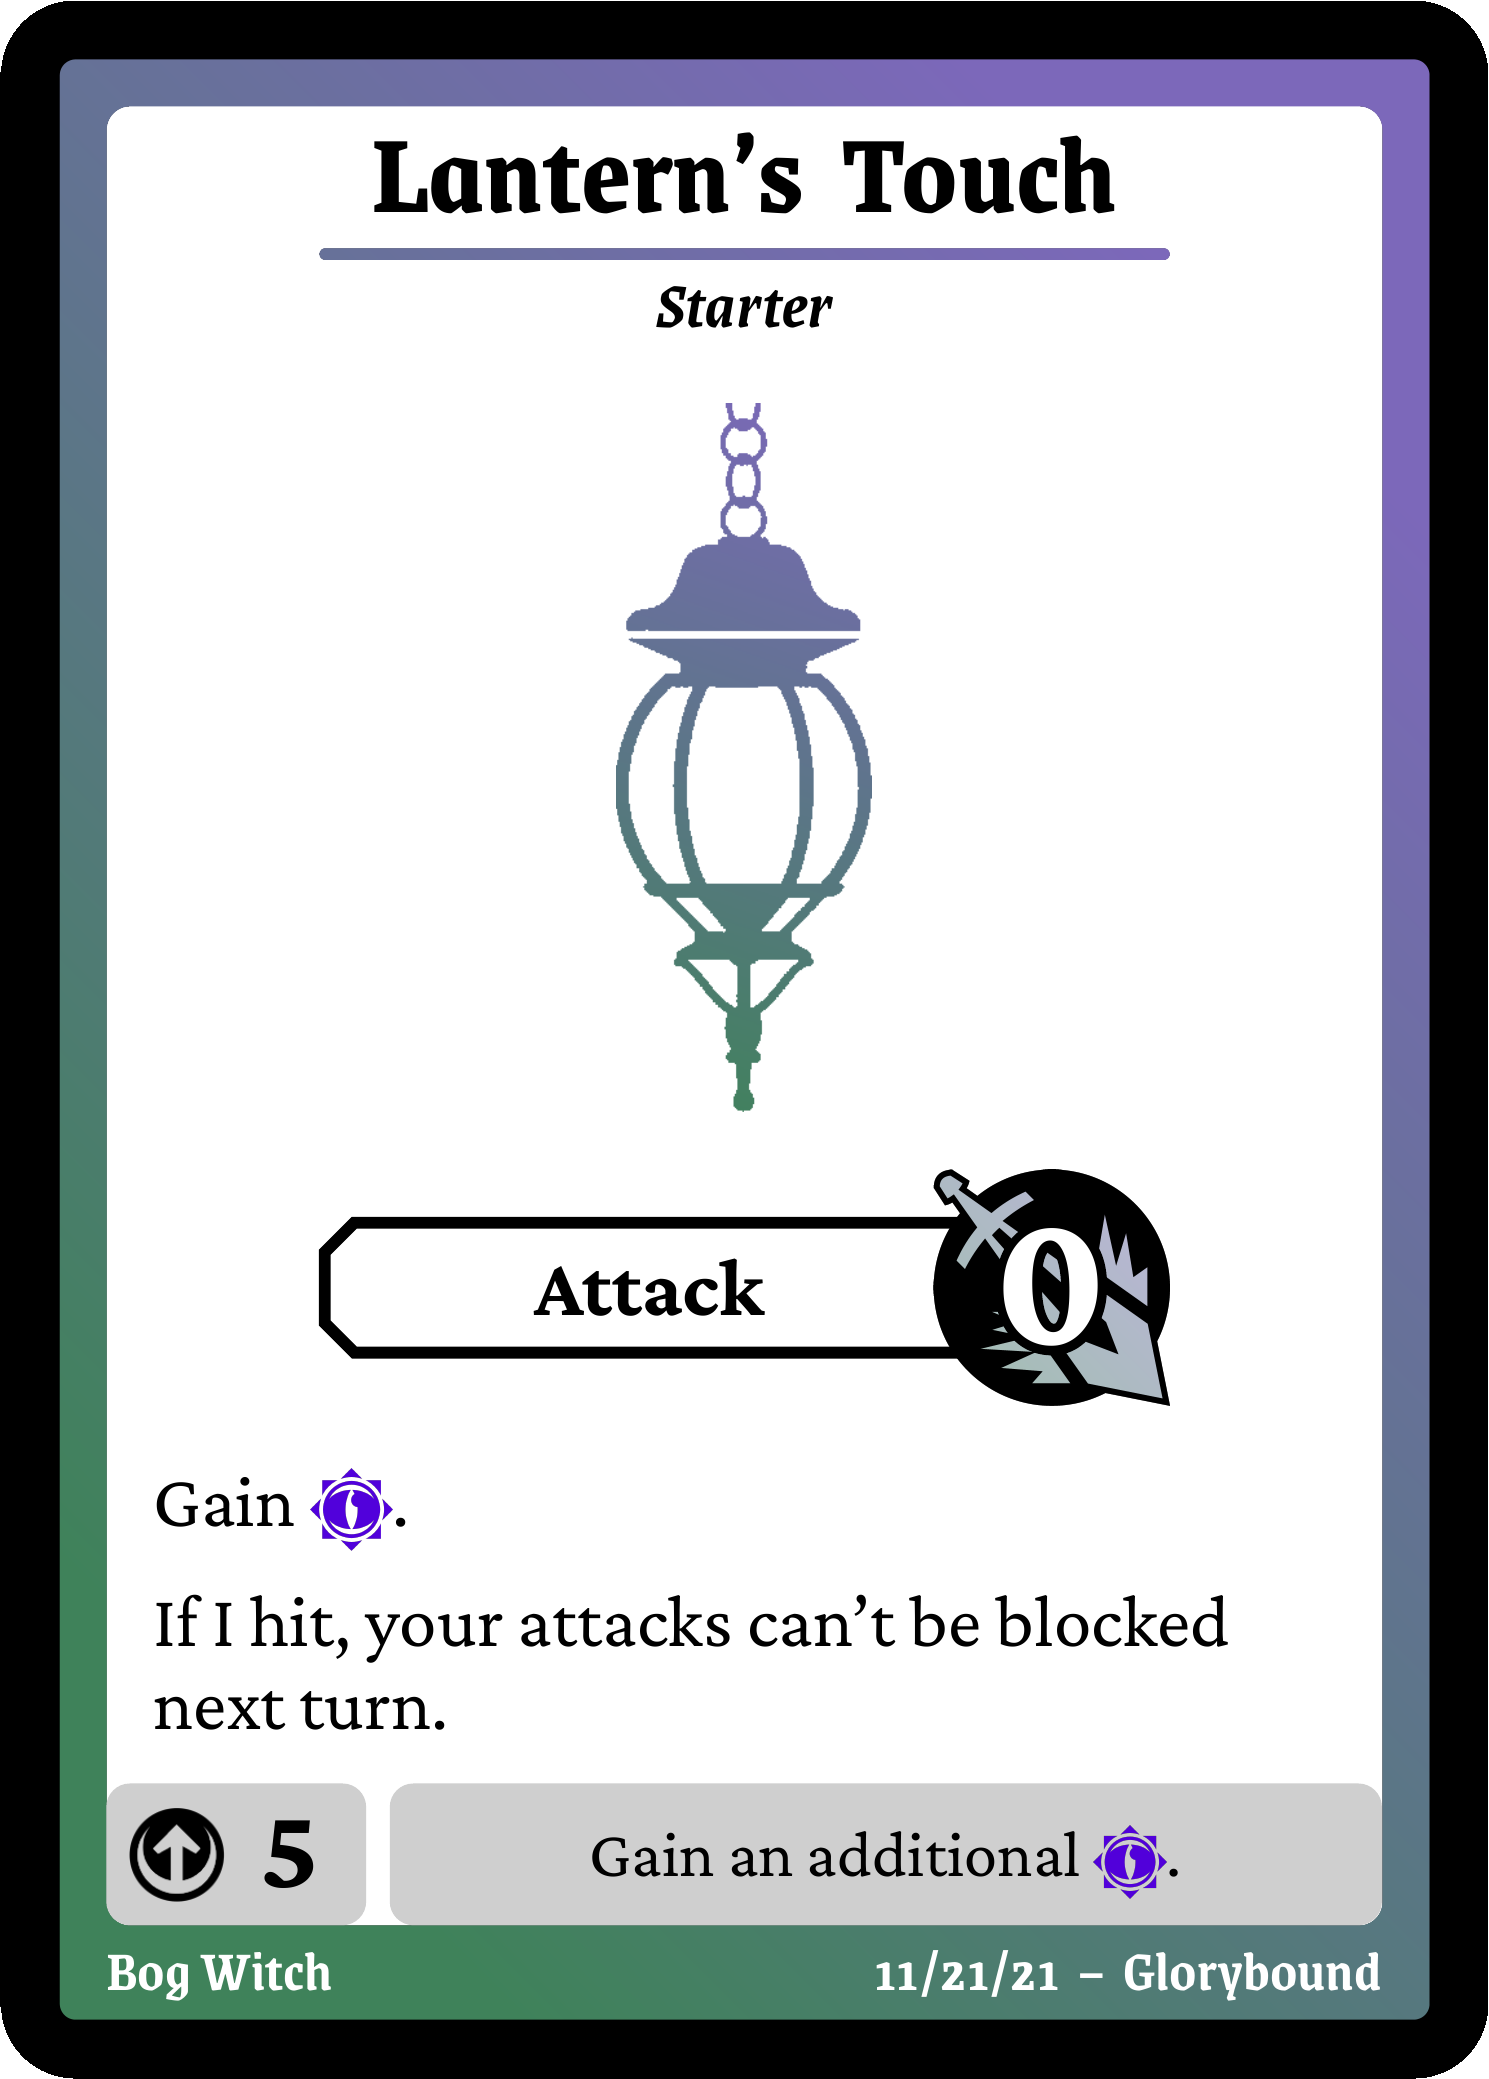 Lantern’s Touch
Starter
Attack
0
Gain .
If I hit, your attacks can’t be blocked
next turn.
5
Gain an additional .
Bog Witch
11/21/21 – Glorybound